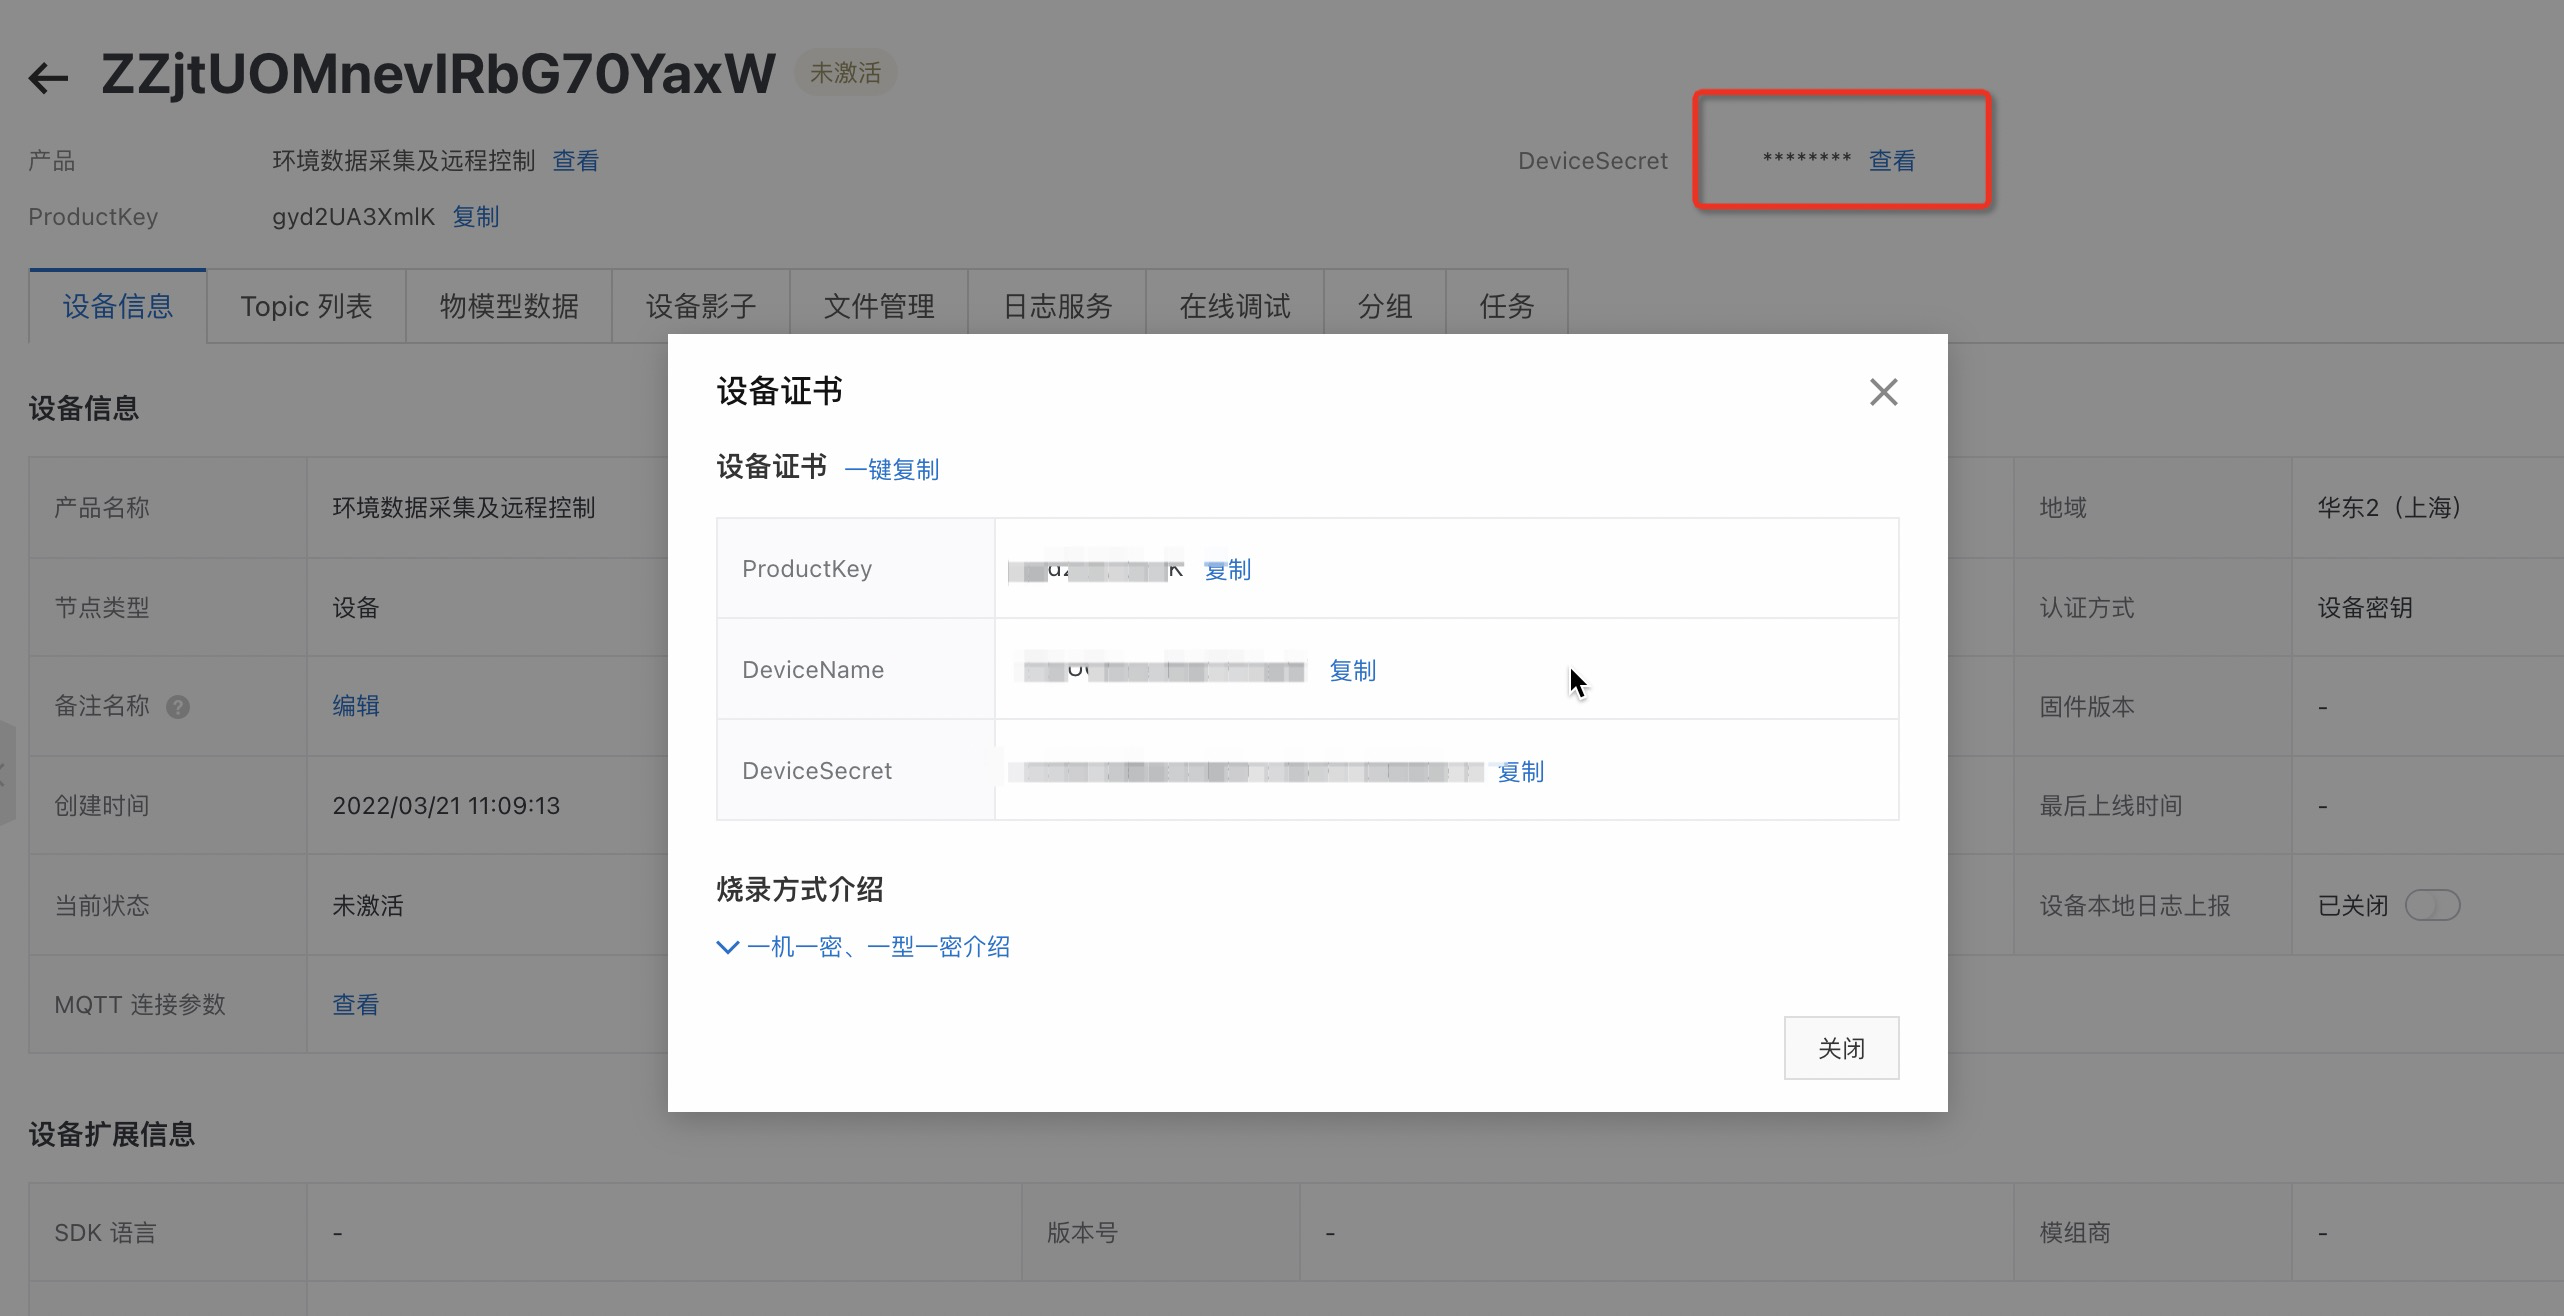 ZZjtUOMnevIRbG70YaxW 未激活
产品 环境数据采集及远程控制 查看 DeviceSecret ******** 查看
ProductKey gyd2UA3XmlK 复制
设备信息 Topic 列表 物模型数据 设备影子 文件管理 日志服务 在线调试 分组 任务
设备信息
产品名称 环境数据采集及远程控制 地域 华东2（上海）
节点类型 设备 认证方式 设备密钥
备注名称 ? 编辑 固件版本 -
创建时间 2022/03/21 11:09:13 最后上线时间 -
当前状态 未激活 设备本地日志上报 已关闭
MQTT 连接参数 查看
设备证书
设备证书 一键复制
ProductKey 复制
DeviceName 复制
DeviceSecret 复制
烧录方式介绍
一机一密、一型一密介绍
关闭
设备扩展信息
SDK 语言 - 版本号 - 模组商 -